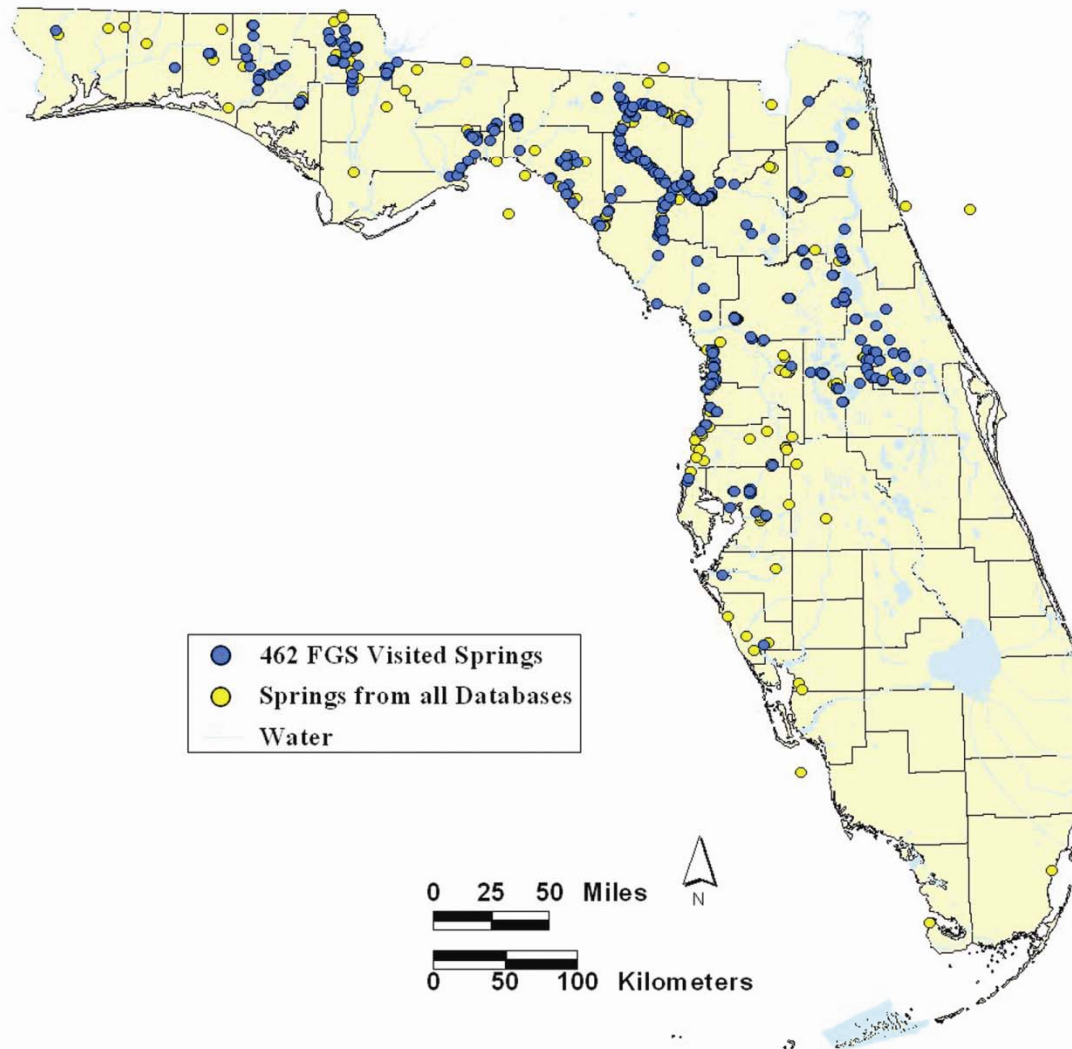 462 FGS Visited Springs
Springs from all Databases
Water
0 25 50 Miles
N
0 50 100 Kilometers